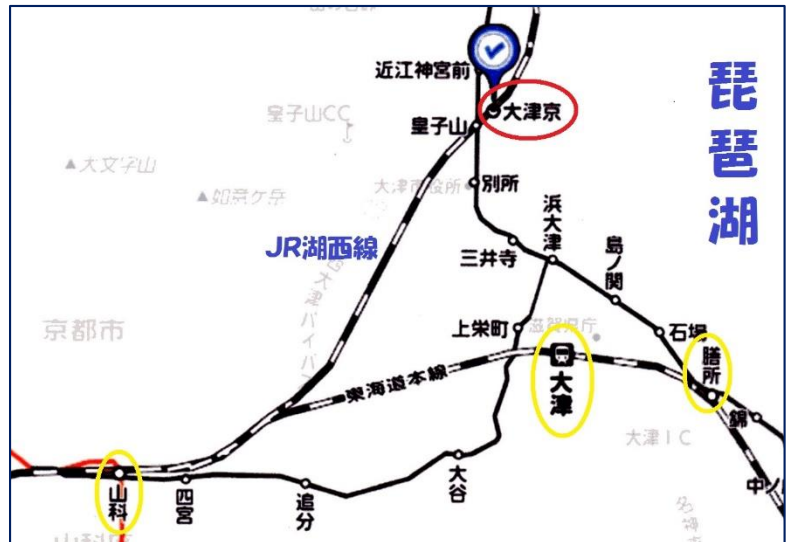 近江神宮前
大津京
皇子山CC
皇子山
▲大文字山
▲如意ケ岳
大津市役所
別所
琵琶湖
JR湖西線
三井寺
浜大津
島ノ関
京都市
上栄町
滋賀県庁
石場
膳所
東海道本線
大津
錦
大津IC
大谷
追分
四宮
山科
中ノ